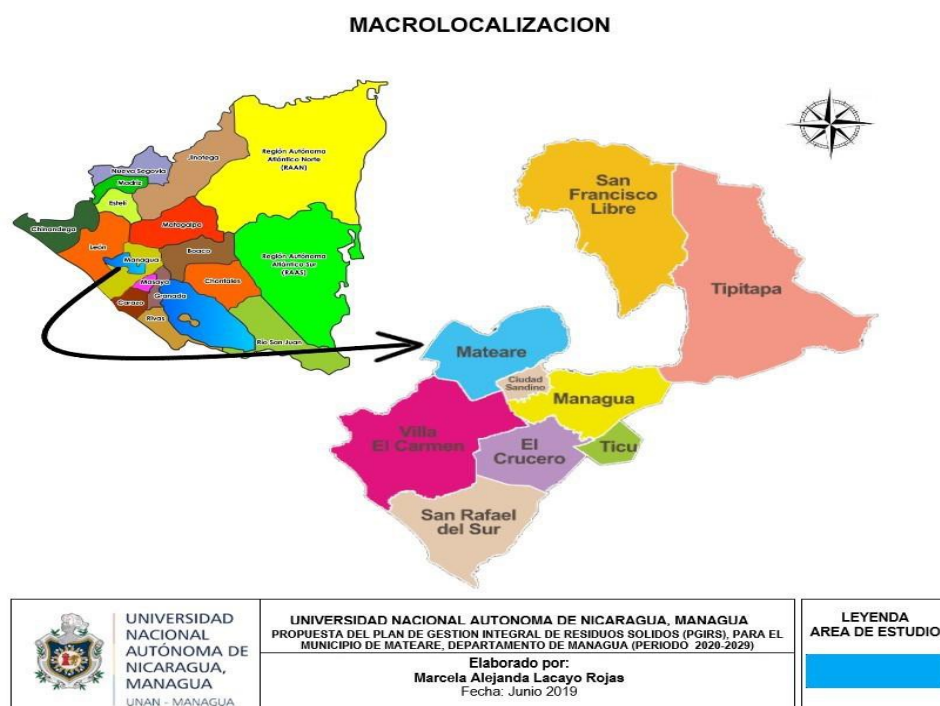 MACROLOCALIZACION
Región Autónoma
Atlántico Norte
(RAAN)
Jinotega
Nueva Segovia
Madriz
Estelí
Chinandega
Matagalpa
León
Boaco
Managua
Región Autónoma
Atlántico Sur
(RAAS)
Masaya
Chontales
Granada
Carazo
Rivas
Río San Juan
San
Francisco
Libre
Tipitapa
Mateare
Ciudad
Sandino
Managua
Villa
El Carmen
El
Crucero
Ticu
San Rafael
del Sur
UNIVERSIDAD
NACIONAL
AUTÓNOMA DE
NICARAGUA,
MANAGUA
UNAN - MANAGUA
UNIVERSIDAD NACIONAL AUTONOMA DE NICARAGUA, MANAGUA
PROPUESTA DEL PLAN DE GESTION INTEGRAL DE RESIDUOS SOLIDOS (PGIRS), PARA EL
MUNICIPIO DE MATEARE, DEPARTAMENTO DE MANAGUA (PERIODO 2020-2029)
Elaborado por:
Marcela Alejanda Lacayo Rojas
Fecha: Junio 2019
LEYENDA
AREA DE ESTUDIO